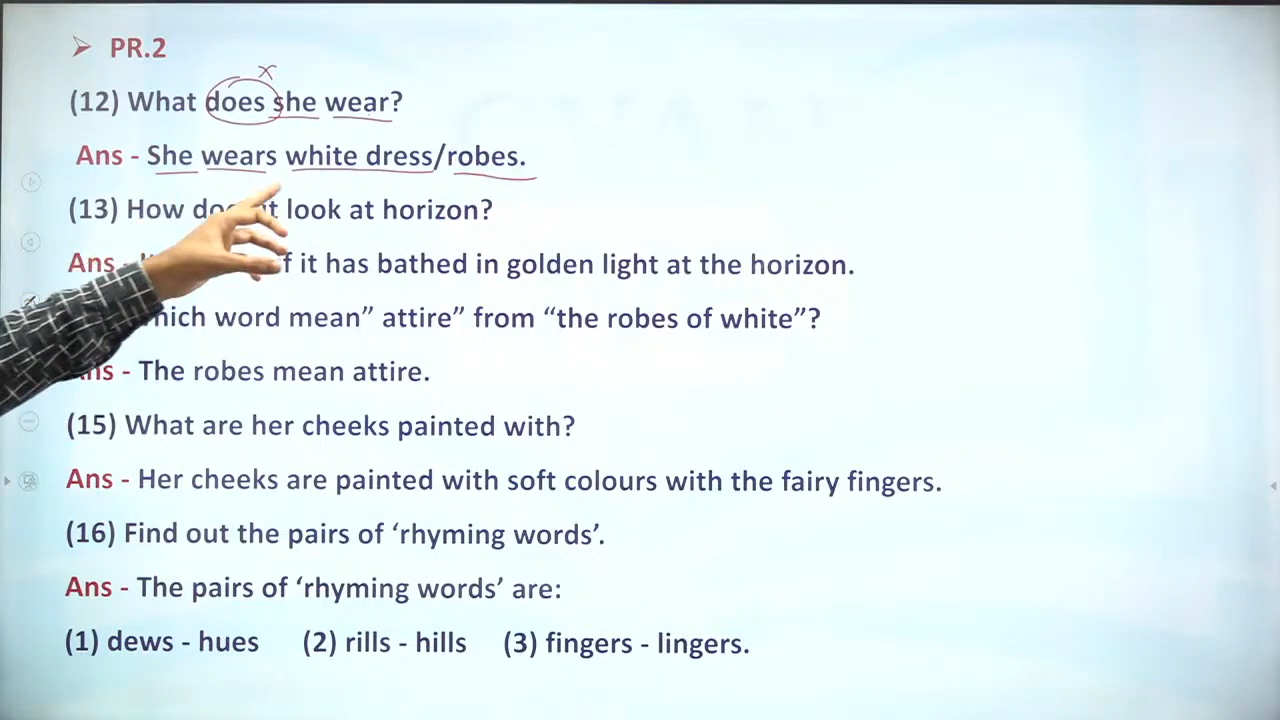 ➢ PR.2
x
(12) What does she wear?
Ans - She wears white dress/robes.
(13) How does it look at horizon?
Ans - it has bathed in golden light at the horizon.
word mean” attire” from “the robes of white”?
Ans - The robes mean attire.
(15) What are her cheeks painted with?
Ans - Her cheeks are painted with soft colours with the fairy fingers.
(16) Find out the pairs of ‘rhyming words’.
Ans - The pairs of ‘rhyming words’ are:
(1) dews - hues (2) rills - hills (3) fingers - lingers.